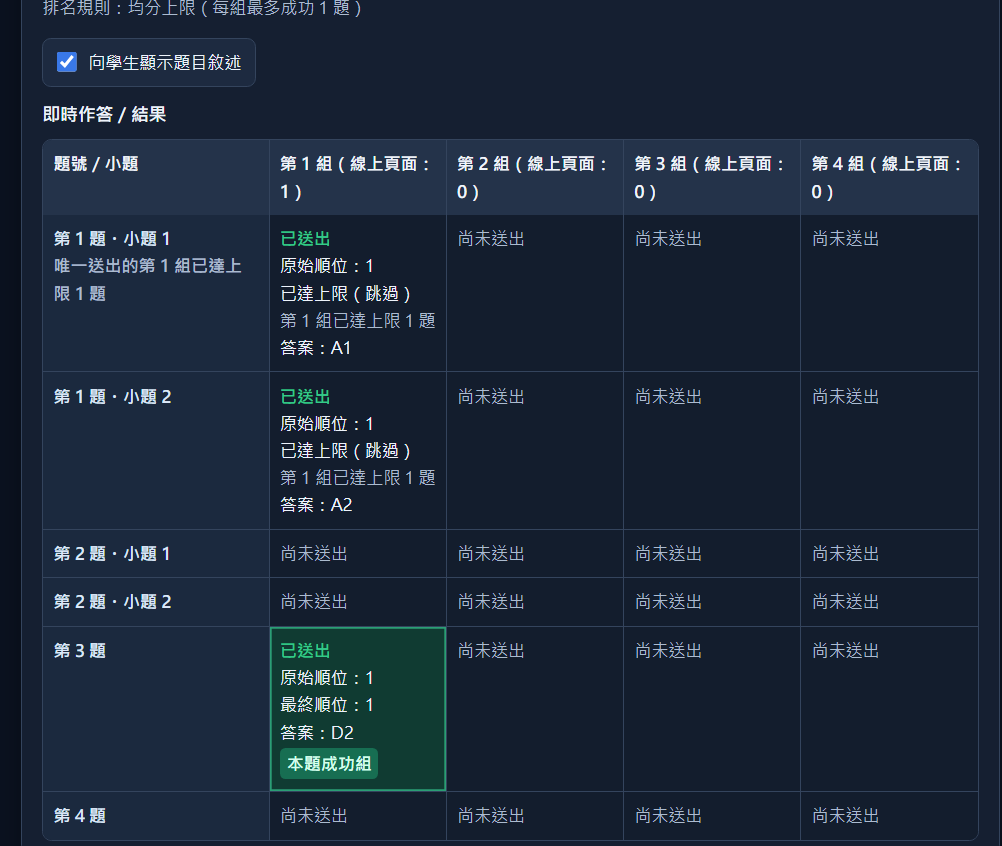 排名規則：均分上限（每組最多成功 1 題）
向學生顯示題目敘述
即時作答 / 結果
題號 / 小題
第 1 組（線上頁面：
1）
第 2 組（線上頁面：
0）
第 3 組（線上頁面：
0）
第 4 組（線上頁面：
0）
第 1 題．小題 1
唯一送出的第 1 組已達上
限 1 題
已送出
原始順位：1
已達上限（跳過）
第 1 組已達上限 1 題
答案：A1
尚未送出
尚未送出
尚未送出
第 1 題．小題 2
已送出
原始順位：1
已達上限（跳過）
第 1 組已達上限 1 題
答案：A2
尚未送出
尚未送出
尚未送出
第 2 題．小題 1
尚未送出
尚未送出
尚未送出
尚未送出
第 2 題．小題 2
尚未送出
尚未送出
尚未送出
尚未送出
第 3 題
已送出
原始順位：1
最終順位：1
答案：D2
本題成功組
尚未送出
尚未送出
尚未送出
第 4 題
尚未送出
尚未送出
尚未送出
尚未送出